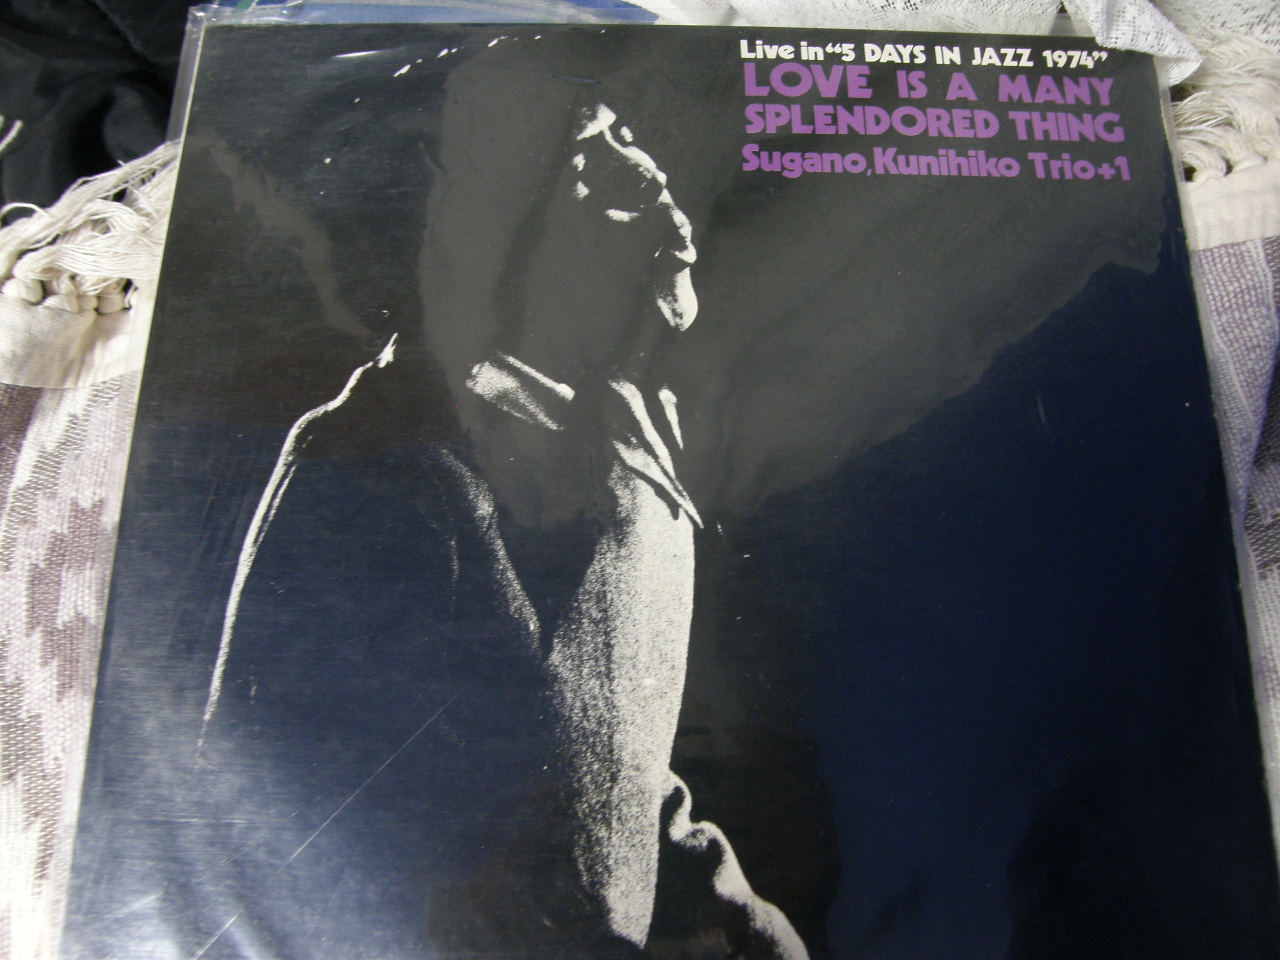 Live in“5 DAYS IN JAZZ 1974”
LOVE IS A MANY
SPLENDORED THING
Sugano, Kunihiko Trio+1